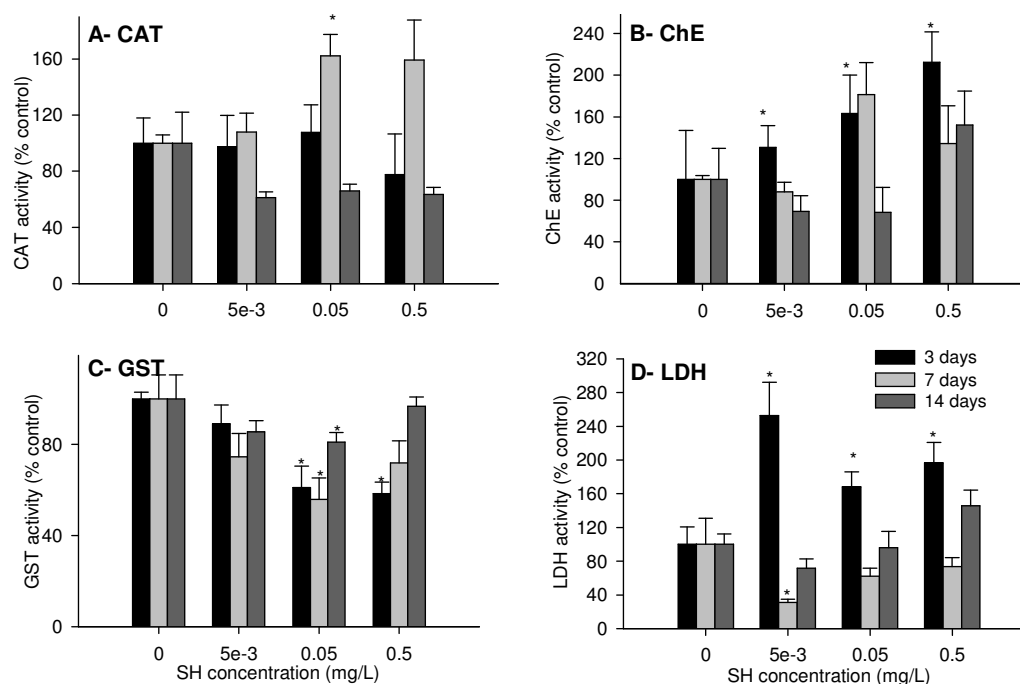 A- CAT
CAT activity (% control)
160
120
80
40
0
0 5e-3 0.05 0.5
*
B- ChE
ChE activity (% control)
240
200
160
120
80
40
0
0 5e-3 0.05 0.5
* * *
C- GST
GST activity (% control)
80
40
0
0 5e-3 0.05 0.5
SH concentration (mg/L)
* * * *
D- LDH
LDH activity (% control)
320
280
240
200
160
120
80
40
0
0 5e-3 0.05 0.5
SH concentration (mg/L)
* * * *
3 days
7 days
14 days